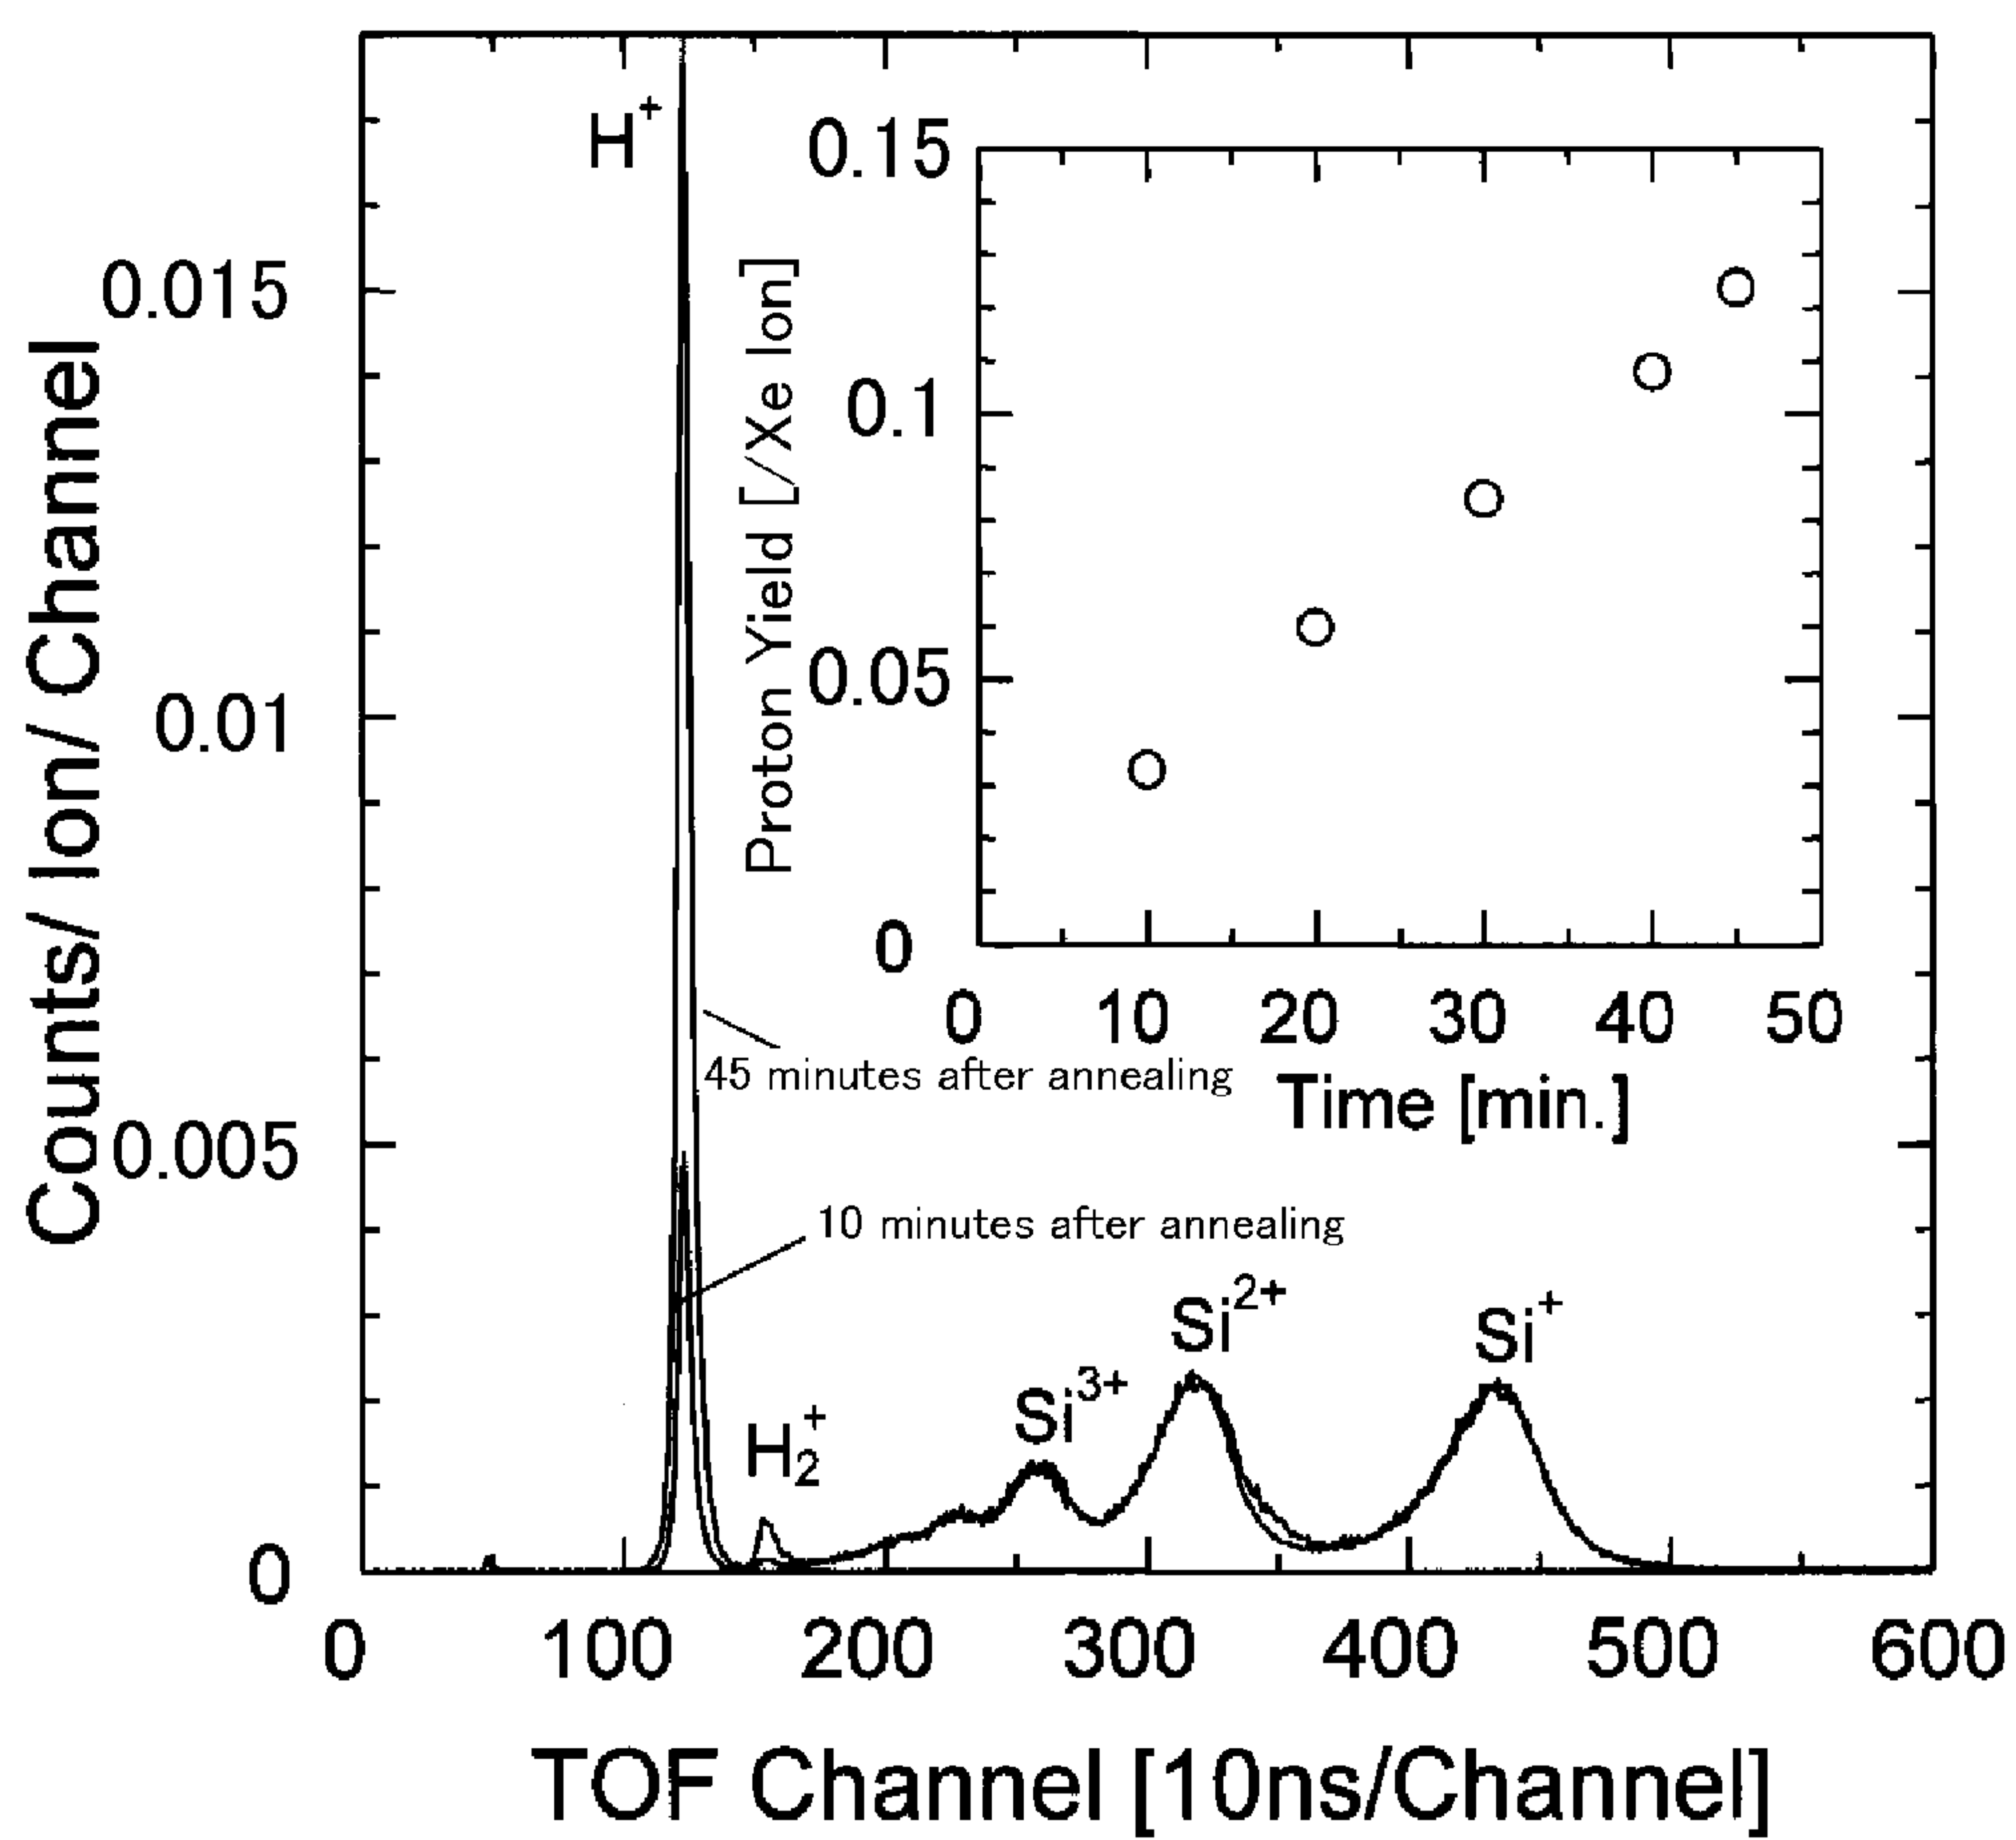 H+
0.15
0.015
Proton Yield [/Xe Ion]
0.1
Counts/ Ion/ Channel
0.01
0.05
0
0 10 20 30 40 50
45 minutes after annealing
Time [min.]
0.005
10 minutes after annealing
Si2+
Si+
Si3+
H2+
0
0 100 200 300 400 500 600
TOF Channel [10ns/Channel]